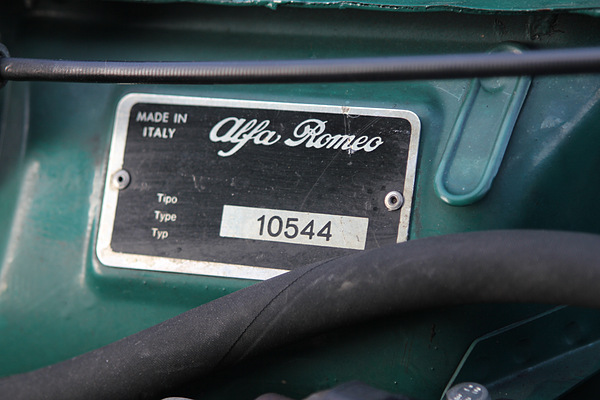 MADE IN
ITALY
Alfa Romeo
Tipo
Type
Typ
10544